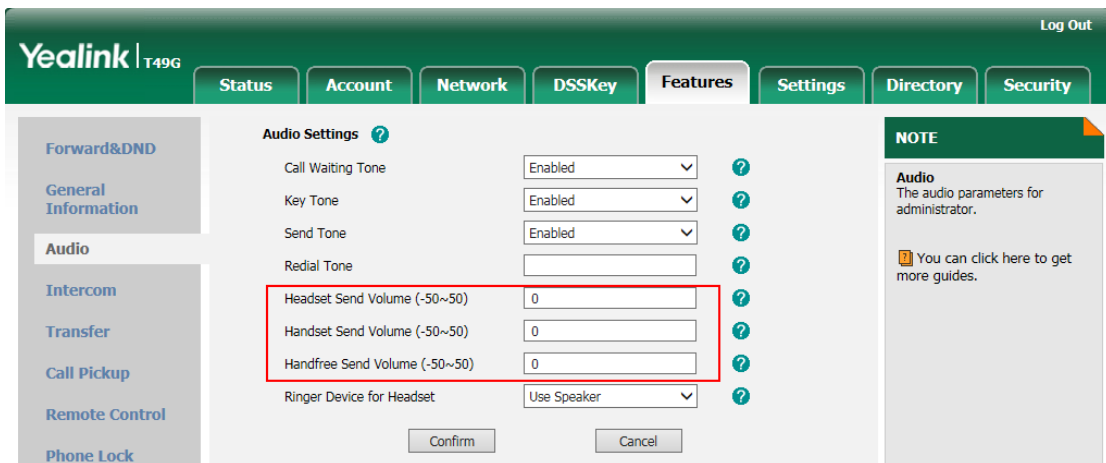 Log Out
Yealink | T49G
Status Account Network DSSKey Features Settings Directory Security
Forward&DND
General
Information
Audio
Intercom
Transfer
Call Pickup
Remote Control
Phone Lock
Audio Settings ?
Call Waiting Tone Enabled ?
Key Tone Enabled ?
Send Tone Enabled ?
Redial Tone ?
Headset Send Volume (-50~50) 0 ?
Handset Send Volume (-50~50) 0 ?
Handfree Send Volume (-50~50) 0 ?
Ringer Device for Headset Use Speaker ?
Confirm Cancel
NOTE
Audio
The audio parameters for
administrator.
? You can click here to get
more guides.